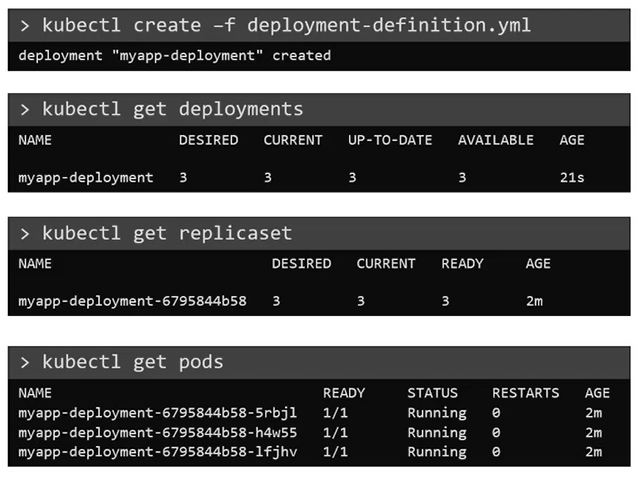 > kubectl create –f deployment-definition.yml
deployment "myapp-deployment" created
> kubectl get deployments
NAME DESIRED CURRENT UP-TO-DATE AVAILABLE AGE
myapp-deployment 3 3 3 3 21s
> kubectl get replicaset
NAME DESIRED CURRENT READY AGE
myapp-deployment-6795844b58 3 3 3 2m
> kubectl get pods
NAME READY STATUS RESTARTS AGE
myapp-deployment-6795844b58-5rbjl 1/1 Running 0 2m
myapp-deployment-6795844b58-h4w55 1/1 Running 0 2m
myapp-deployment-6795844b58-lfjhv 1/1 Running 0 2m